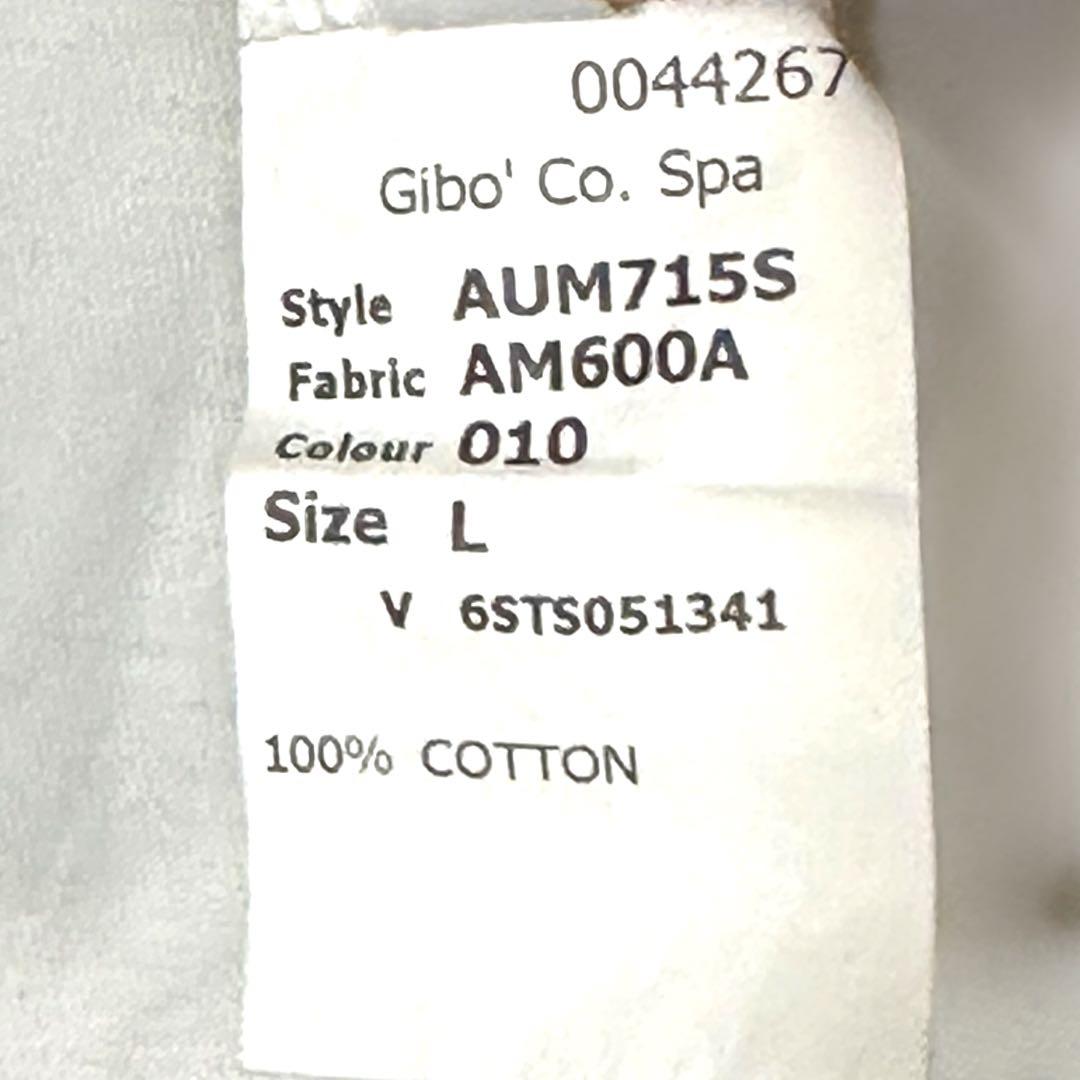 0044267
Gibo' Co. Spa
Style AUM715S
Fabric AM600A
Colour 010
Size L
V 6STS051341
100% COTTON